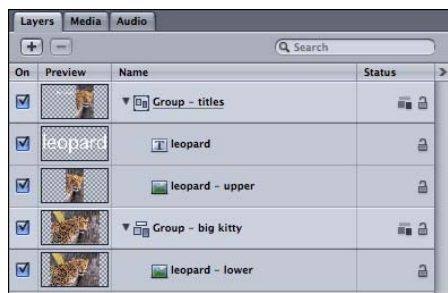 Layers Media Audio
Search
On Preview Name Status
Group - titles
leopard
leopard
leopard - upper
Group - big kitty
leopard - lower